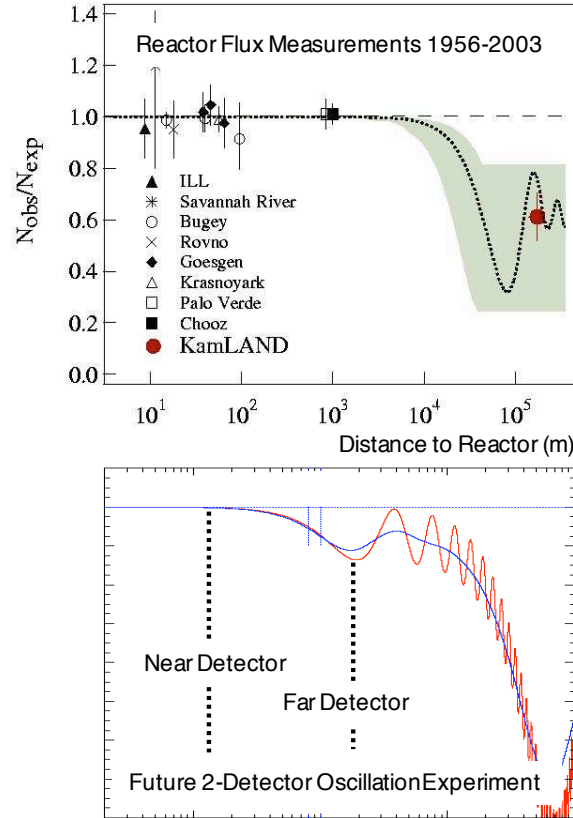 Reactor Flux Measurements 1956-2003
1.4
1.2
1.0
0.8
0.6
0.4
0.2
0.0
Nobs/Nexp
ILL
Savannah River
Bugey
Rovno
Goesgen
Krasnoyark
Palo Verde
Chooz
KamLAND
10^1 10^2 10^3 10^4 10^5
Distance to Reactor (m)
Near Detector
Far Detector
Future 2-Detector Oscillation Experiment